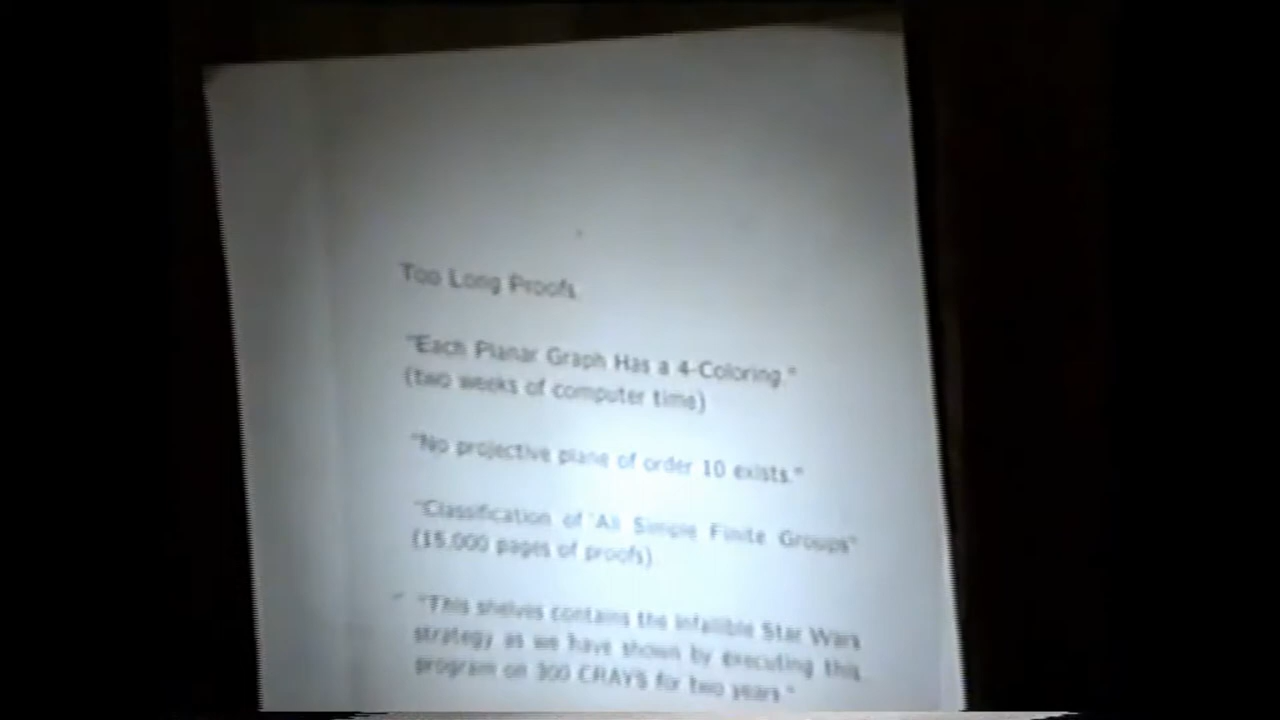 Too Long Proofs
"Each Planar Graph Has a 4-Coloring."
(two weeks of computer time)
"No projective plane of order 10 exists."
"Classification of All Simple Finite Groups"
(15.000 pages of proofs).
"This shelves contains the infallible Star Wars
strategy as we have shown by executing this
program on 300 CRAYS for two years"